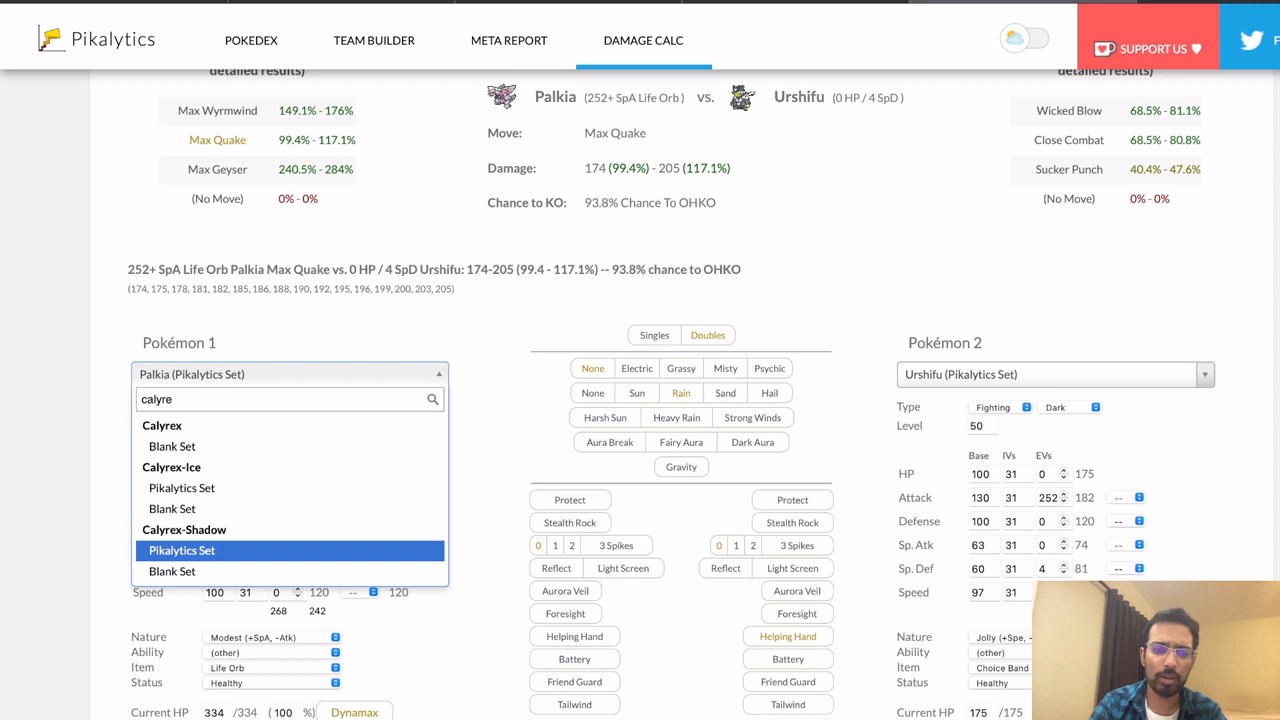 Pikalytics POKEDEX TEAM BUILDER META REPORT DAMAGE CALC SUPPORT US F
detailed results) detailed results)
Palkia (252+ SpA Life Orb ) VS. Urshifu (0 HP / 4 SpD )
Max Wyrmwind 149.1% - 176% Wicked Blow 68.5% - 81.1%
Move: Max Quake
Max Quake 99.4% - 117.1% Close Combat 68.5% - 80.8%
Max Geyser 240.5% - 284% Damage: 174 (99.4%) - 205 (117.1%) Sucker Punch 40.4% - 47.6%
(No Move) 0% - 0% Chance to KO: 93.8% Chance To OHKO (No Move) 0% - 0%
252+ SpA Life Orb Palkia Max Quake vs. 0 HP / 4 SpD Urshifu: 174-205 (99.4 - 117.1%) -- 93.8% chance to OHKO
(174, 175, 178, 181, 182, 185, 186, 188, 190, 192, 195, 196, 199, 200, 203, 205)
Pokémon 1
Palkia (Pikalytics Set)
calyre
Calyrex
Blank Set
Calyrex-Ice
Pikalytics Set
Blank Set
Calyrex-Shadow
Pikalytics Set
Blank Set
Speed 100 31 0 120 -- 120
268 242
Nature Modest (+SpA, -Atk)
Ability (other)
Item Life Orb
Status Healthy
Current HP 334 /334 ( 100 %) Dynamax
Singles Doubles
None Electric Grassy Misty Psychic
None Sun Rain Sand Hail
Harsh Sun Heavy Rain Strong Winds
Aura Break Fairy Aura Dark Aura
Gravity
Protect Protect
Stealth Rock Stealth Rock
0 1 2 3 Spikes 0 1 2 3 Spikes
Reflect Light Screen Reflect Light Screen
Aurora Veil Aurora Veil
Foresight Foresight
Helping Hand Helping Hand
Battery Battery
Friend Guard Friend Guard
Tailwind Tailwind
Pokémon 2
Urshifu (Pikalytics Set)
Type Fighting Dark
Level 50
Base IVs EVs
HP 100 31 0 175
Attack 130 31 252 182 --
Defense 100 31 0 120 --
Sp. Atk 63 31 0 74 --
Sp. Def 60 31 4 81 --
Speed 97 31
Nature Jolly (+Spe, -
Ability (other)
Item Choice Band
Status Healthy
Current HP 175 /175